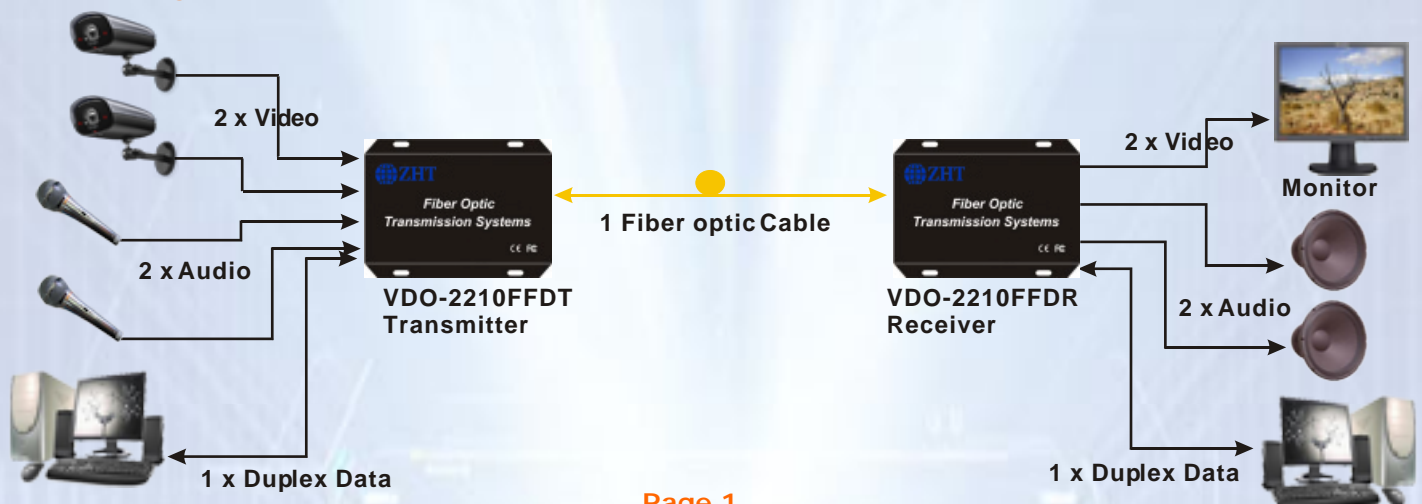 2 x Video
2 x Audio
1 x Duplex Data
ZHT
Fiber Optic
Transmission Systems
CE FC
VDO-2210FFDT
Transmitter
1 Fiber optic Cable
ZHT
Fiber Optic
Transmission Systems
CE FC
VDO-2210FFDR
Receiver
2 x Video
Monitor
2 x Audio
1 x Duplex Data
Page 1